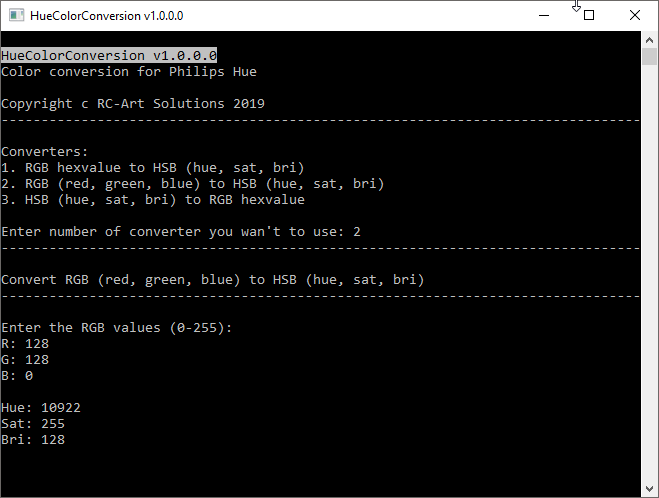 HueColorConversion v1.0.0.0
HueColorConversion v1.0.0.0
Color conversion for Philips Hue
Copyright c RC-Art Solutions 2019
--------------------------------------------------------------------------------
Converters:
1. RGB hexvalue to HSB (hue, sat, bri)
2. RGB (red, green, blue) to HSB (hue, sat, bri)
3. HSB (hue, sat, bri) to RGB hexvalue
Enter number of converter you wan't to use: 2
--------------------------------------------------------------------------------
Convert RGB (red, green, blue) to HSB (hue, sat, bri)
--------------------------------------------------------------------------------
Enter the RGB values (0-255):
R: 128
G: 128
B: 0
Hue: 10922
Sat: 255
Bri: 128